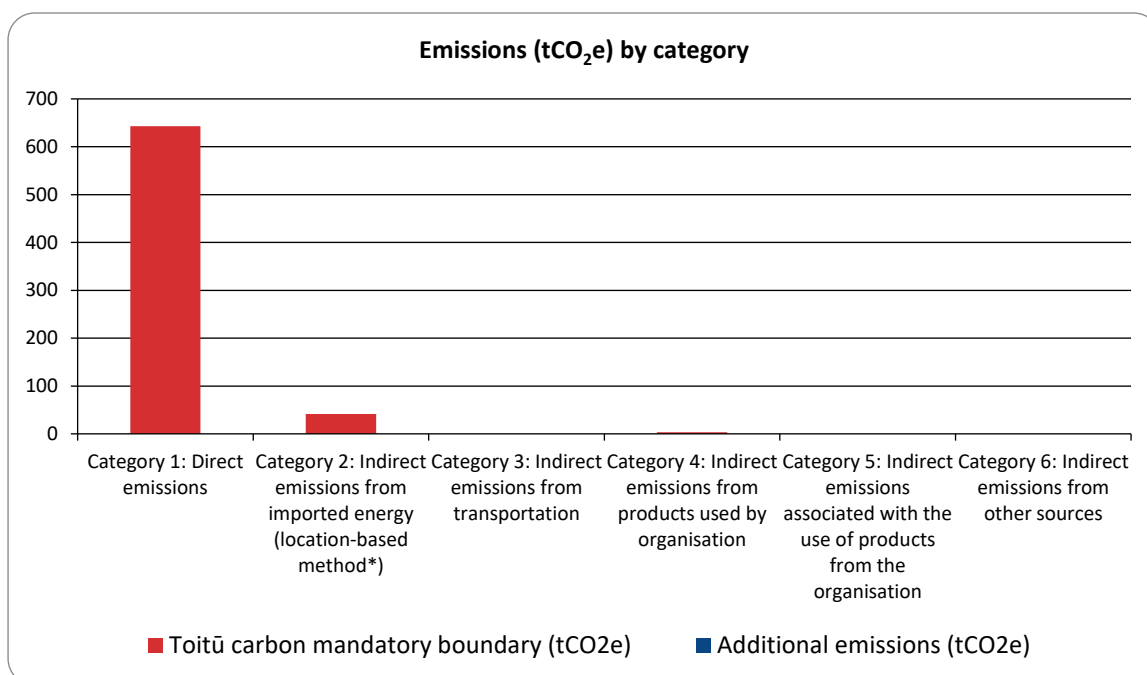 Emissions (tCO₂e) by category
700
600
500
400
300
200
100
0
Category 1: Direct
emissions
Category 2: Indirect
emissions from
imported energy
(location-based
method*)
Category 3: Indirect
emissions from
transportation
Category 4: Indirect
emissions from
products used by
organisation
Category 5: Indirect
emissions
associated with the
use of products
from the
organisation
Category 6: Indirect
emissions from
other sources
Toitū carbon mandatory boundary (tCO2e)
Additional emissions (tCO2e)